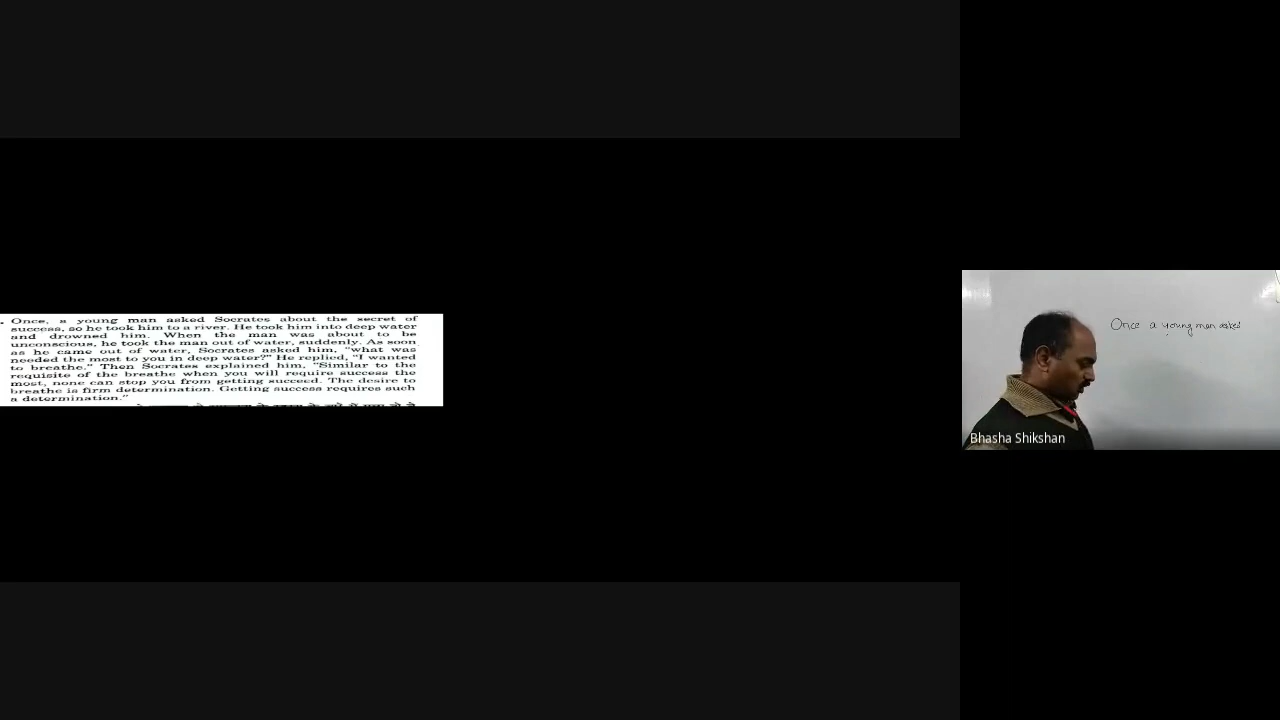 Once, a young man asked Socrates about the secret of
success, so he took him to a river. He took him into deep water
and drowned him. When the man was about to be
unconscious, he took the man out of water, suddenly. As soon
as he came out of water, Socrates asked him, "what was
needed the most to you in deep water?" He replied, "I wanted
to breathe." Then Socrates explained him, "Similar to the
requisite of the breathe when you will require success the
most, none can stop you from getting succeed. The desire to
breathe is firm determination. Getting success requires such
a determination."
Once a young man asked
Bhasha Shikshan